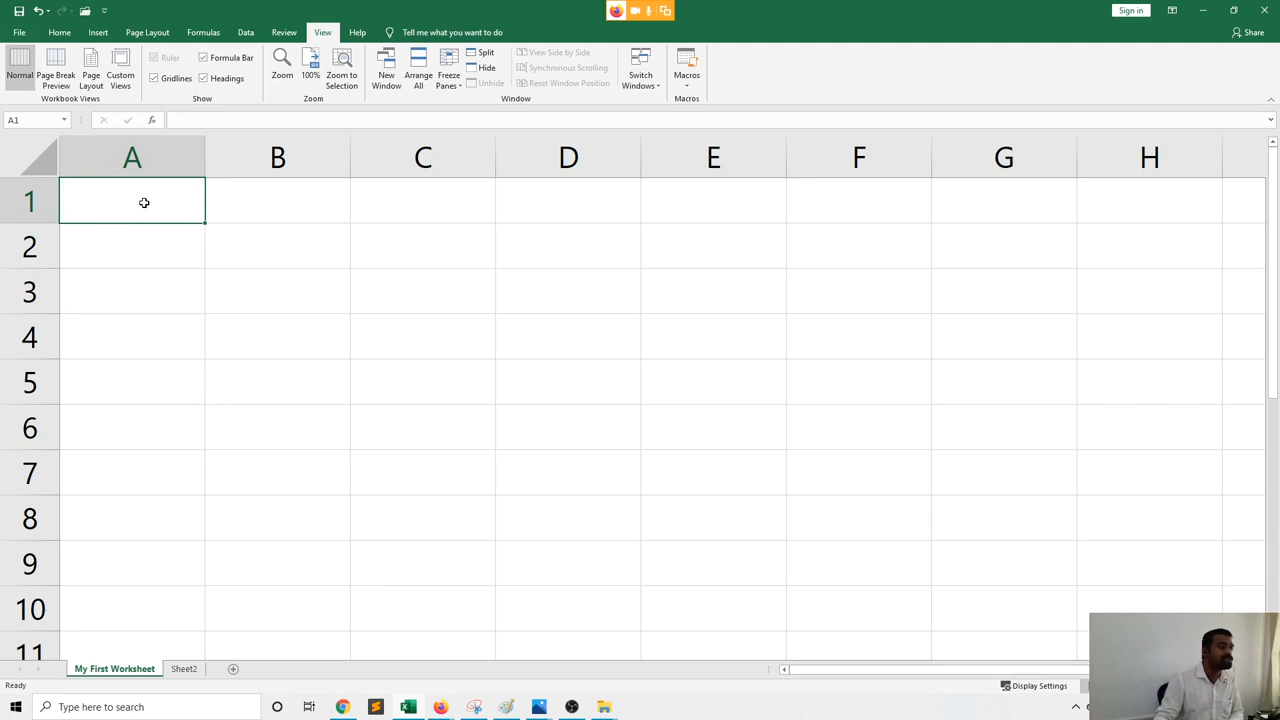 Sign in
File Home Insert Page Layout Formulas Data Review View Help Tell me what you want to do Share
Normal Page Break Preview Page Layout Custom Views
Workbook Views
Ruler Formula Bar
Gridlines Headings
Show
Zoom 100% Zoom to Selection
Zoom
New Window Arrange All Freeze Panes
Split
Hide
Unhide
View Side by Side
Synchronous Scrolling
Reset Window Position
Switch Windows
Window
Macros
Macros
A1 fx
A B C D E F G H
1
2
3
4
5
6
7
8
9
10
11
My First Worksheet Sheet2
Ready Display Settings
Type here to search